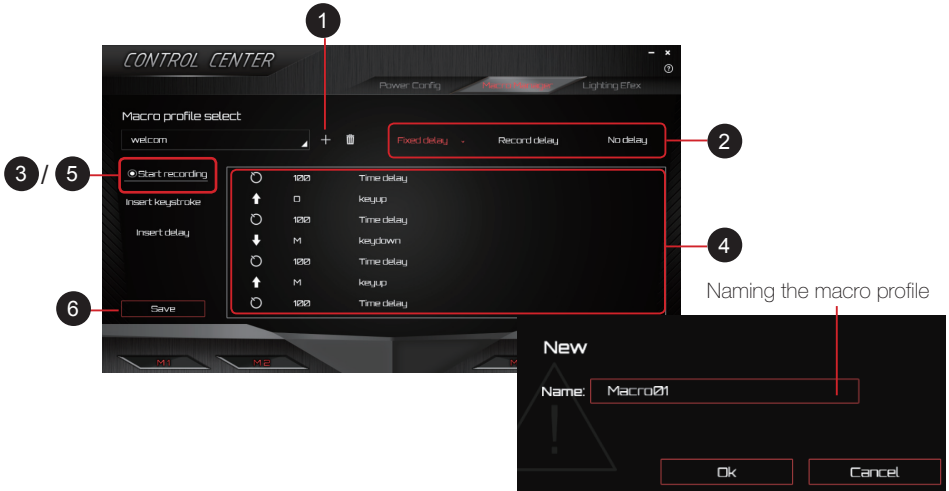 1
CONTROL CENTER
Power Config Macro Manager Lighting Efex
Macro profile select
welcom
Fixed delay Record delay No delay
2
3 / 5
Start recording
Insert keystroke
Insert delay
100 Time delay
O keyup
100 Time delay
M keydown
100 Time delay
M keyup
100 Time delay
4
6
Save
M1 M2 M
Naming the macro profile
New
Name: Macro01
Ok Cancel